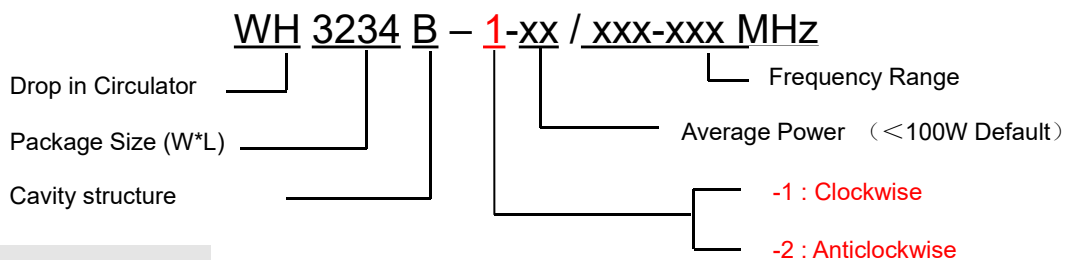 WH 3234 B – 1-xx / xxx-xxx MHz
Drop in Circulator
Frequency Range
Package Size (W*L)
Average Power （＜100W Default）
Cavity structure
-1 : Clockwise
-2 : Anticlockwise